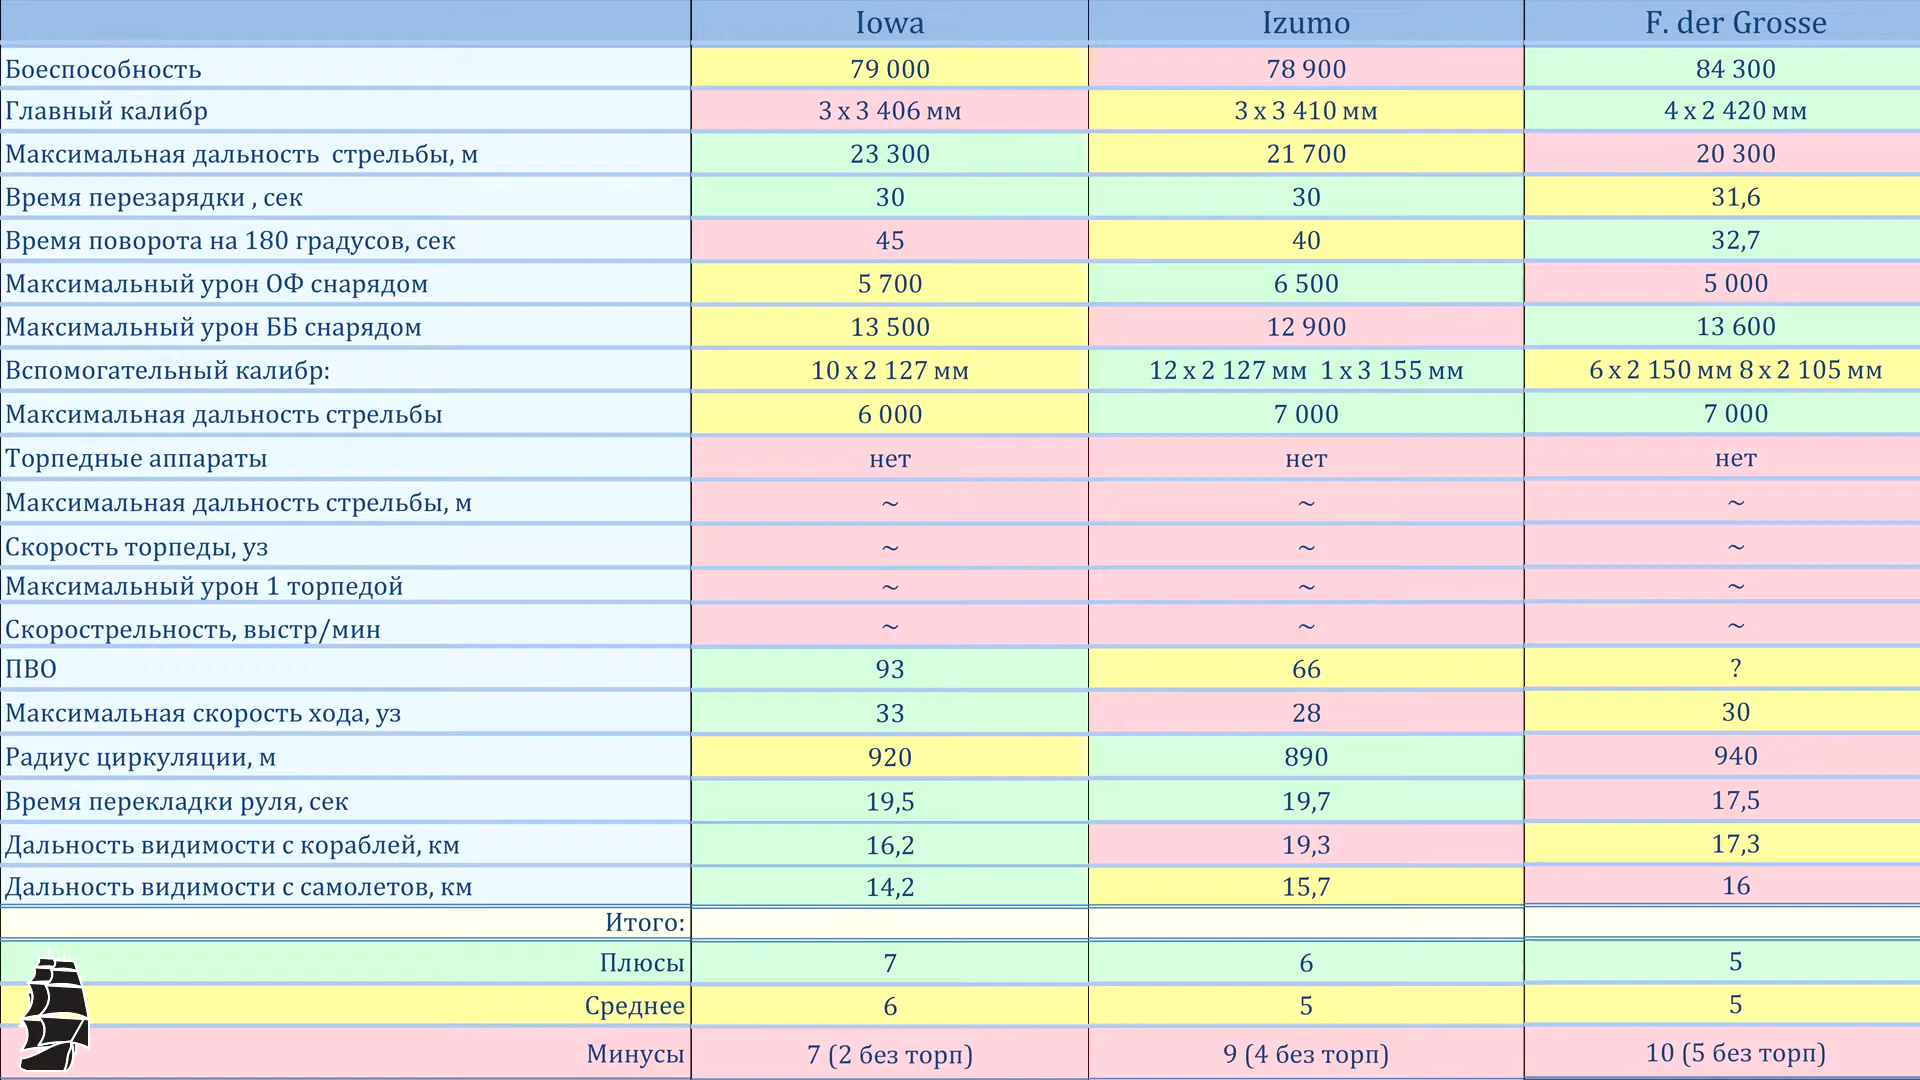 Iowa Izumo F. der Grosse
Боеспособность 79 000 78 900 84 300
Главный калибр 3 x 3 406 мм 3 x 3 410 мм 4 x 2 420 мм
Максимальная дальность стрельбы, м 23 300 21 700 20 300
Время перезарядки , сек 30 30 31,6
Время поворота на 180 градусов, сек 45 40 32,7
Максимальный урон ОФ снарядом 5 700 6 500 5 000
Максимальный урон ББ снарядом 13 500 12 900 13 600
Вспомогательный калибр: 10 x 2 127 мм 12 x 2 127 мм 1 x 3 155 мм 6 x 2 150 мм 8 x 2 105 мм
Максимальная дальность стрельбы 6 000 7 000 7 000
Торпедные аппараты нет нет нет
Максимальная дальность стрельбы, м ~ ~ ~
Скорость торпеды, уз ~ ~ ~
Максимальный урон 1 торпедой ~ ~ ~
Скорострельность, выстр/мин ~ ~ ~
ПВО 93 66 ?
Максимальная скорость хода, уз 33 28 30
Радиус циркуляции, м 920 890 940
Время перекладки руля, сек 19,5 19,7 17,5
Дальность видимости с кораблей, км 16,2 19,3 17,3
Дальность видимости с самолетов, км 14,2 15,7 16
Итого:
Плюсы 7 6 5
Среднее 6 5 5
Минусы 7 (2 без торп) 9 (4 без торп) 10 (5 без торп)